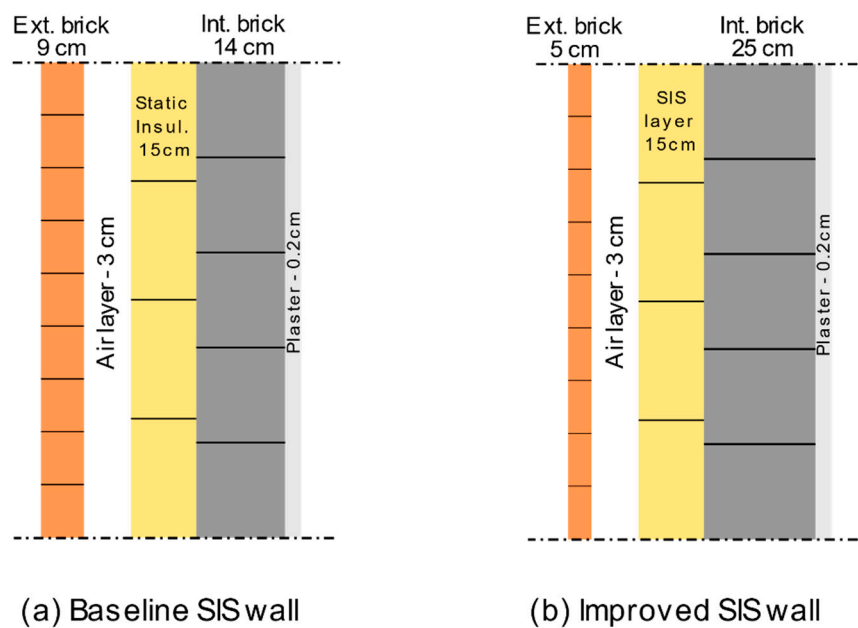 Ext. brick
9 cm
Int. brick
14 cm
Static
Insul.
15cm
Air layer - 3 cm
Plaster - 0.2cm
(a) Baseline SIS wall
Ext. brick
5 cm
Int. brick
25 cm
SIS
layer
15cm
Air layer - 3 cm
Plaster - 0.2cm
(b) Improved SIS wall